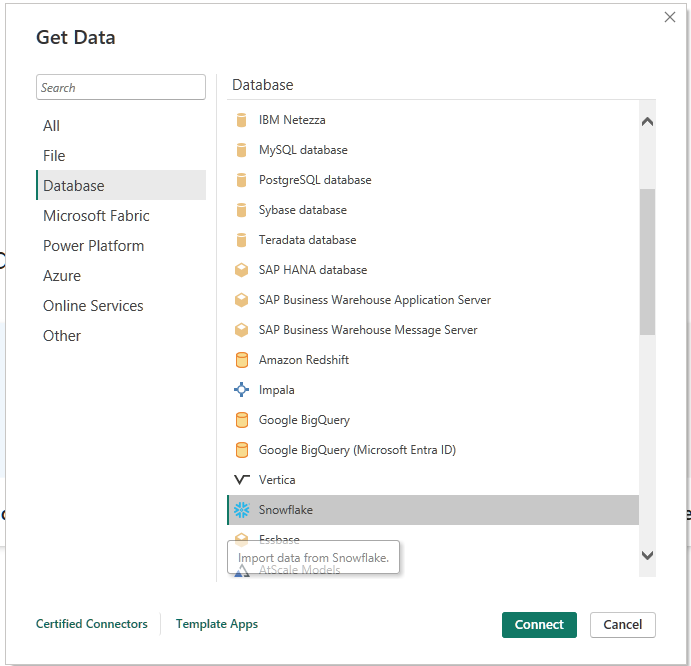 Get Data
Search
All
File
Database
Microsoft Fabric
Power Platform
Azure
Online Services
Other
Database
IBM Netezza
MySQL database
PostgreSQL database
Sybase database
Teradata database
SAP HANA database
SAP Business Warehouse Application Server
SAP Business Warehouse Message Server
Amazon Redshift
Impala
Google BigQuery
Google BigQuery (Microsoft Entra ID)
Vertica
Snowflake
Essbase
Import data from Snowflake.
AtScale Models
Certified Connectors
Template Apps
Connect
Cancel